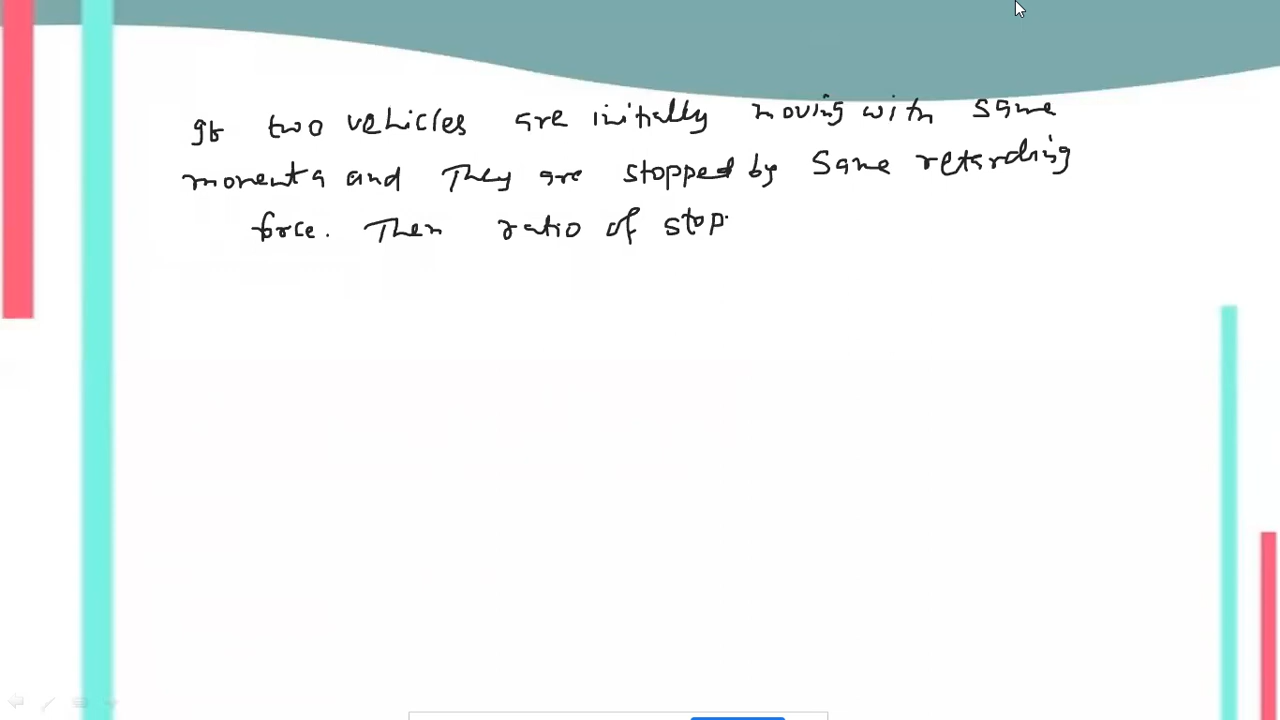 If two vehicles are initially moving with same
momenta and They are stopped by same retarding
force. Then ratio of stop